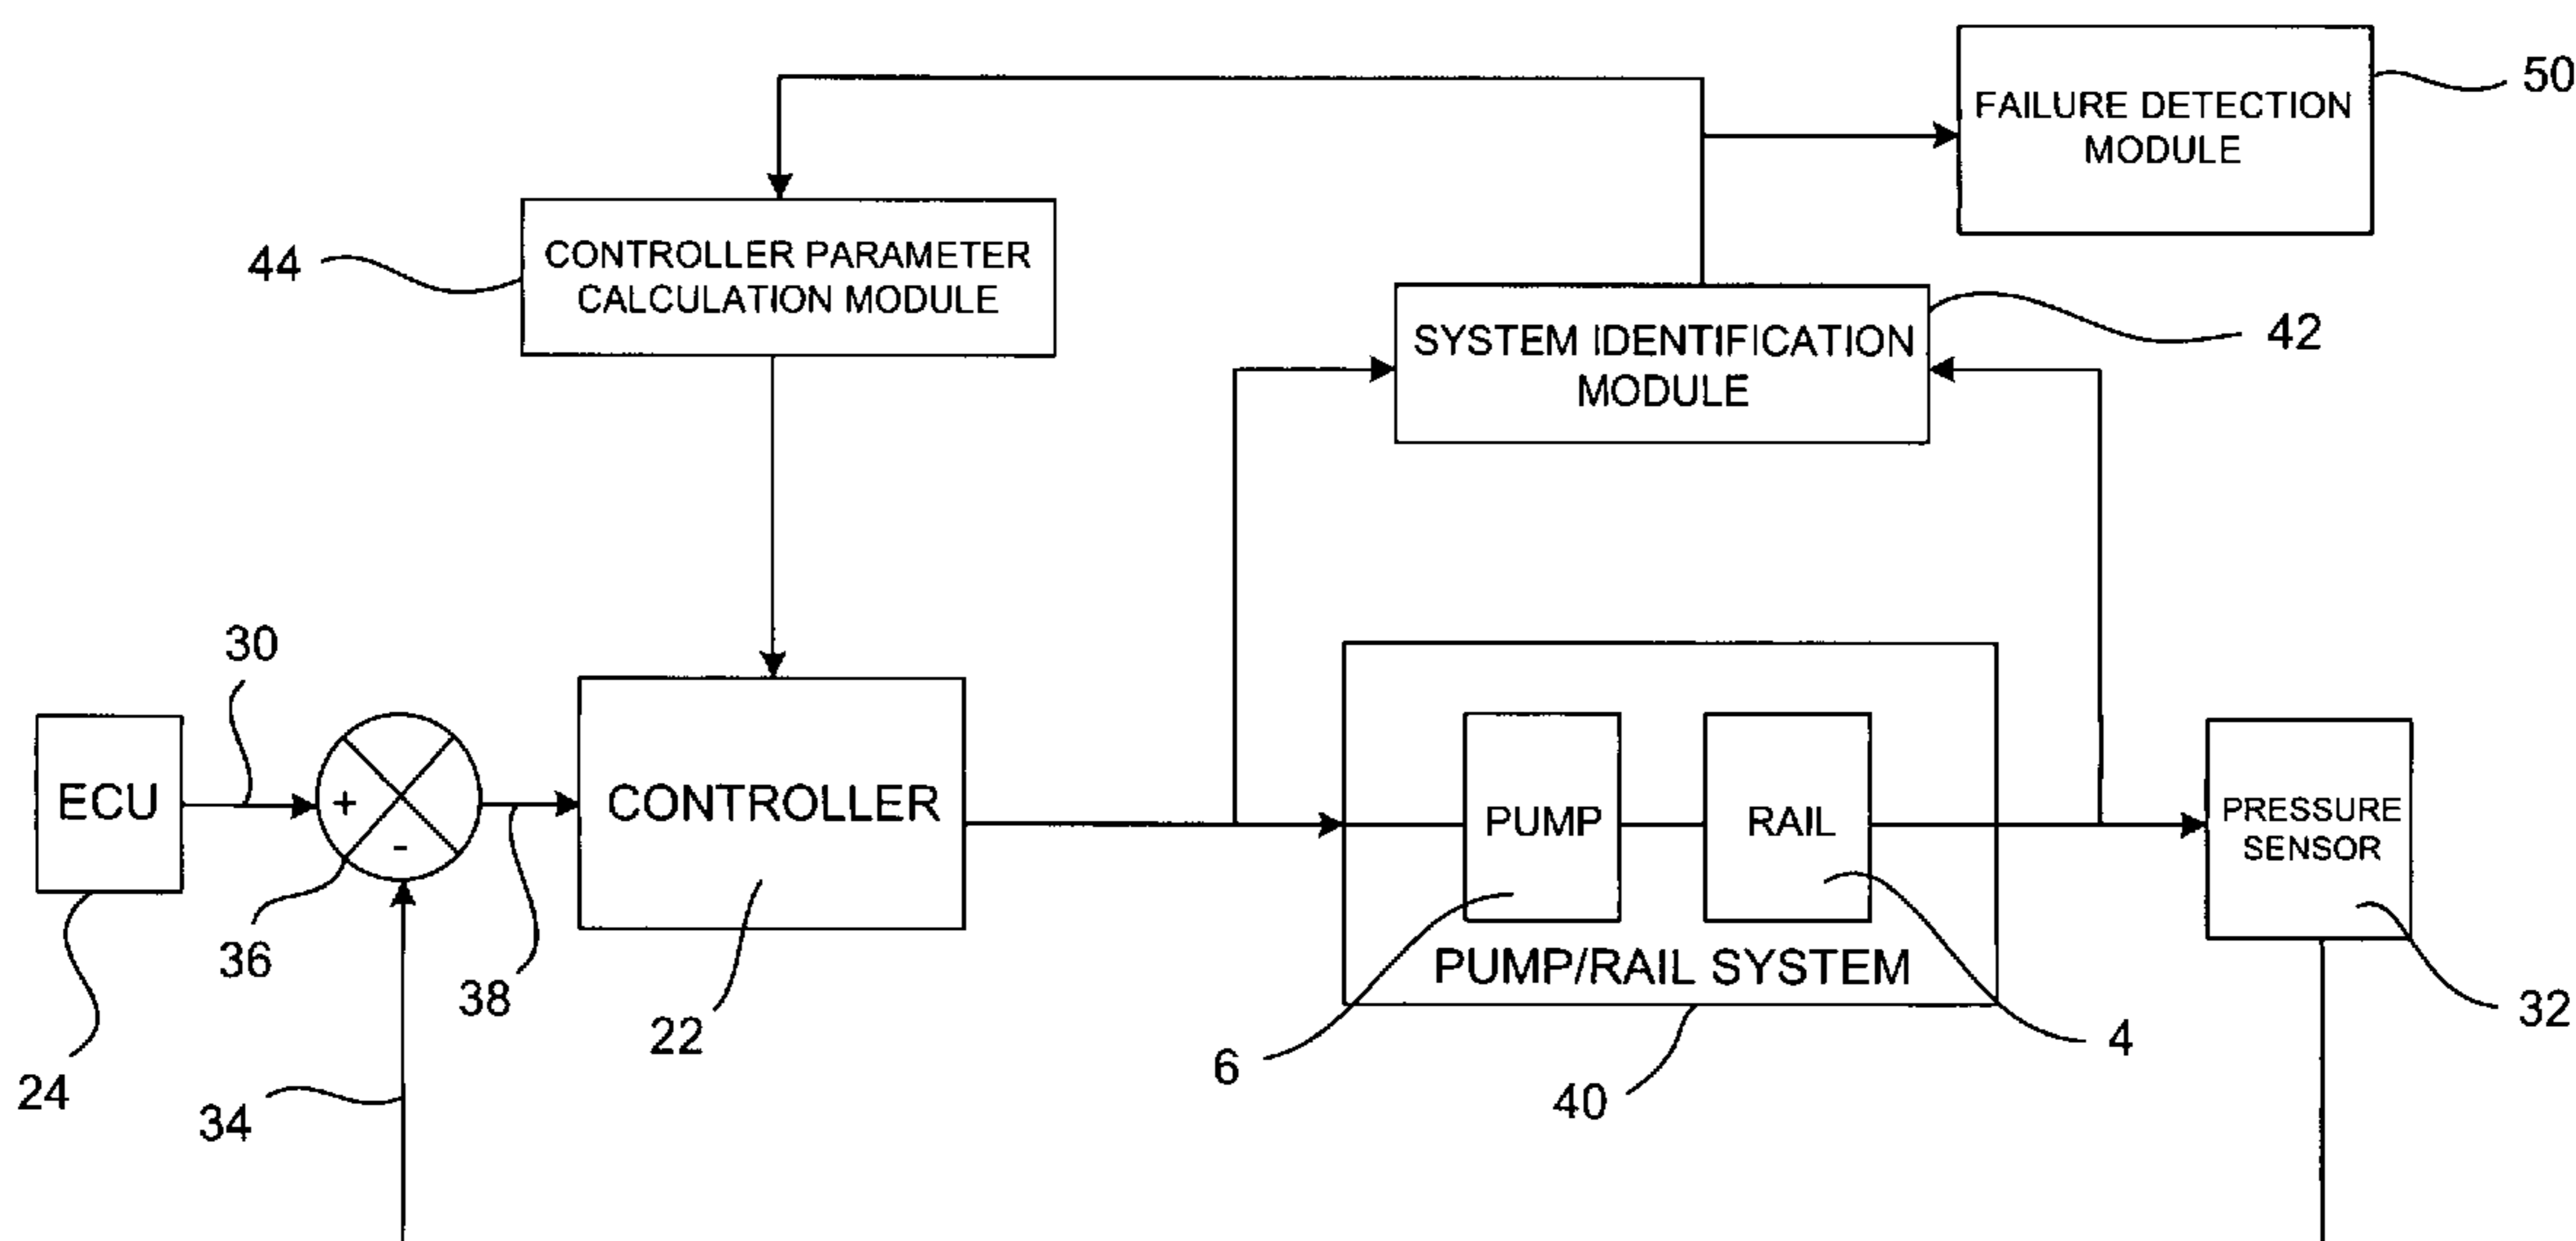 FAILURE DETECTION
MODULE
50
CONTROLLER PARAMETER
CALCULATION MODULE
44
SYSTEM IDENTIFICATION
MODULE
42
30
ECU
+
-
CONTROLLER
PUMP
RAIL
PRESSURE
SENSOR
PUMP/RAIL SYSTEM
36
38
22
24
34
6
40
4
32